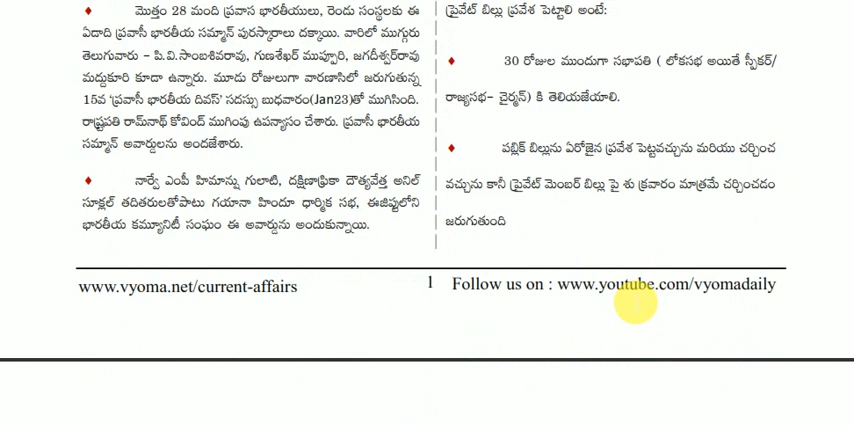 ♦ మొత్తం 28 మంది ప్రవాస భారతీయులు, రెండు సంస్థలకు ఈ
ఏడాది ప్రవాసీ భారతీయ సమ్మాన్ పురస్కారాలు దక్కాయి. వారిలో ముగ్గురు
తెలుగువారు – పి.వి.సాంబశివరావు, గుణశేఖర్ ముప్పూరి, జగదీశ్వర్‌రావు
మద్దుకూరి కూడా ఉన్నారు. మూడు రోజులుగా వారణాసిలో జరుగుతున్న
15వ ‘ప్రవాసీ భారతీయ దివస్’ సదస్సు బుధవారం(Jan23)తో ముగిసింది.
రాష్ట్రపతి రామ్‌నాథ్ కోవింద్ ముగింపు ఉపన్యాసం చేశారు. ప్రవాసీ భారతీయ
సమ్మాన్ అవార్డులను అందజేశారు.
♦ నార్వే ఎంపీ హిమాన్షు గులాటి, దక్షిణాఫ్రికా దౌత్యవేత్త అనిల్
సూక్లల్ తదితరులతోపాటు గయానా హిందూ ధార్మిక సభ, ఈజిప్టులోని
భారతీయ కమ్యూనిటీ సంఘం ఈ అవార్డును అందుకున్నాయి.
ప్రైవేట్ బిల్లు ప్రవేశ పెట్టాలి అంటే:
♦ 30 రోజుల ముందుగా సభాపతి ( లోకసభ అయితే స్పీకర్/
రాజ్యసభ– చైర్మన్) కి తెలియజేయాలి.
♦ పబ్లిక్ బిల్లును ఏరోజైన ప్రవేశ పెట్టవచ్చును మరియు చర్చించ
వచ్చును కానీ ప్రైవేట్ మెంబర్ బిల్లు పై శు క్రవారం మాత్రమే చర్చించడం
జరుగుతుంది
www.vyoma.net/current-affairs 1 Follow us on : www.youtube.com/vyomadaily